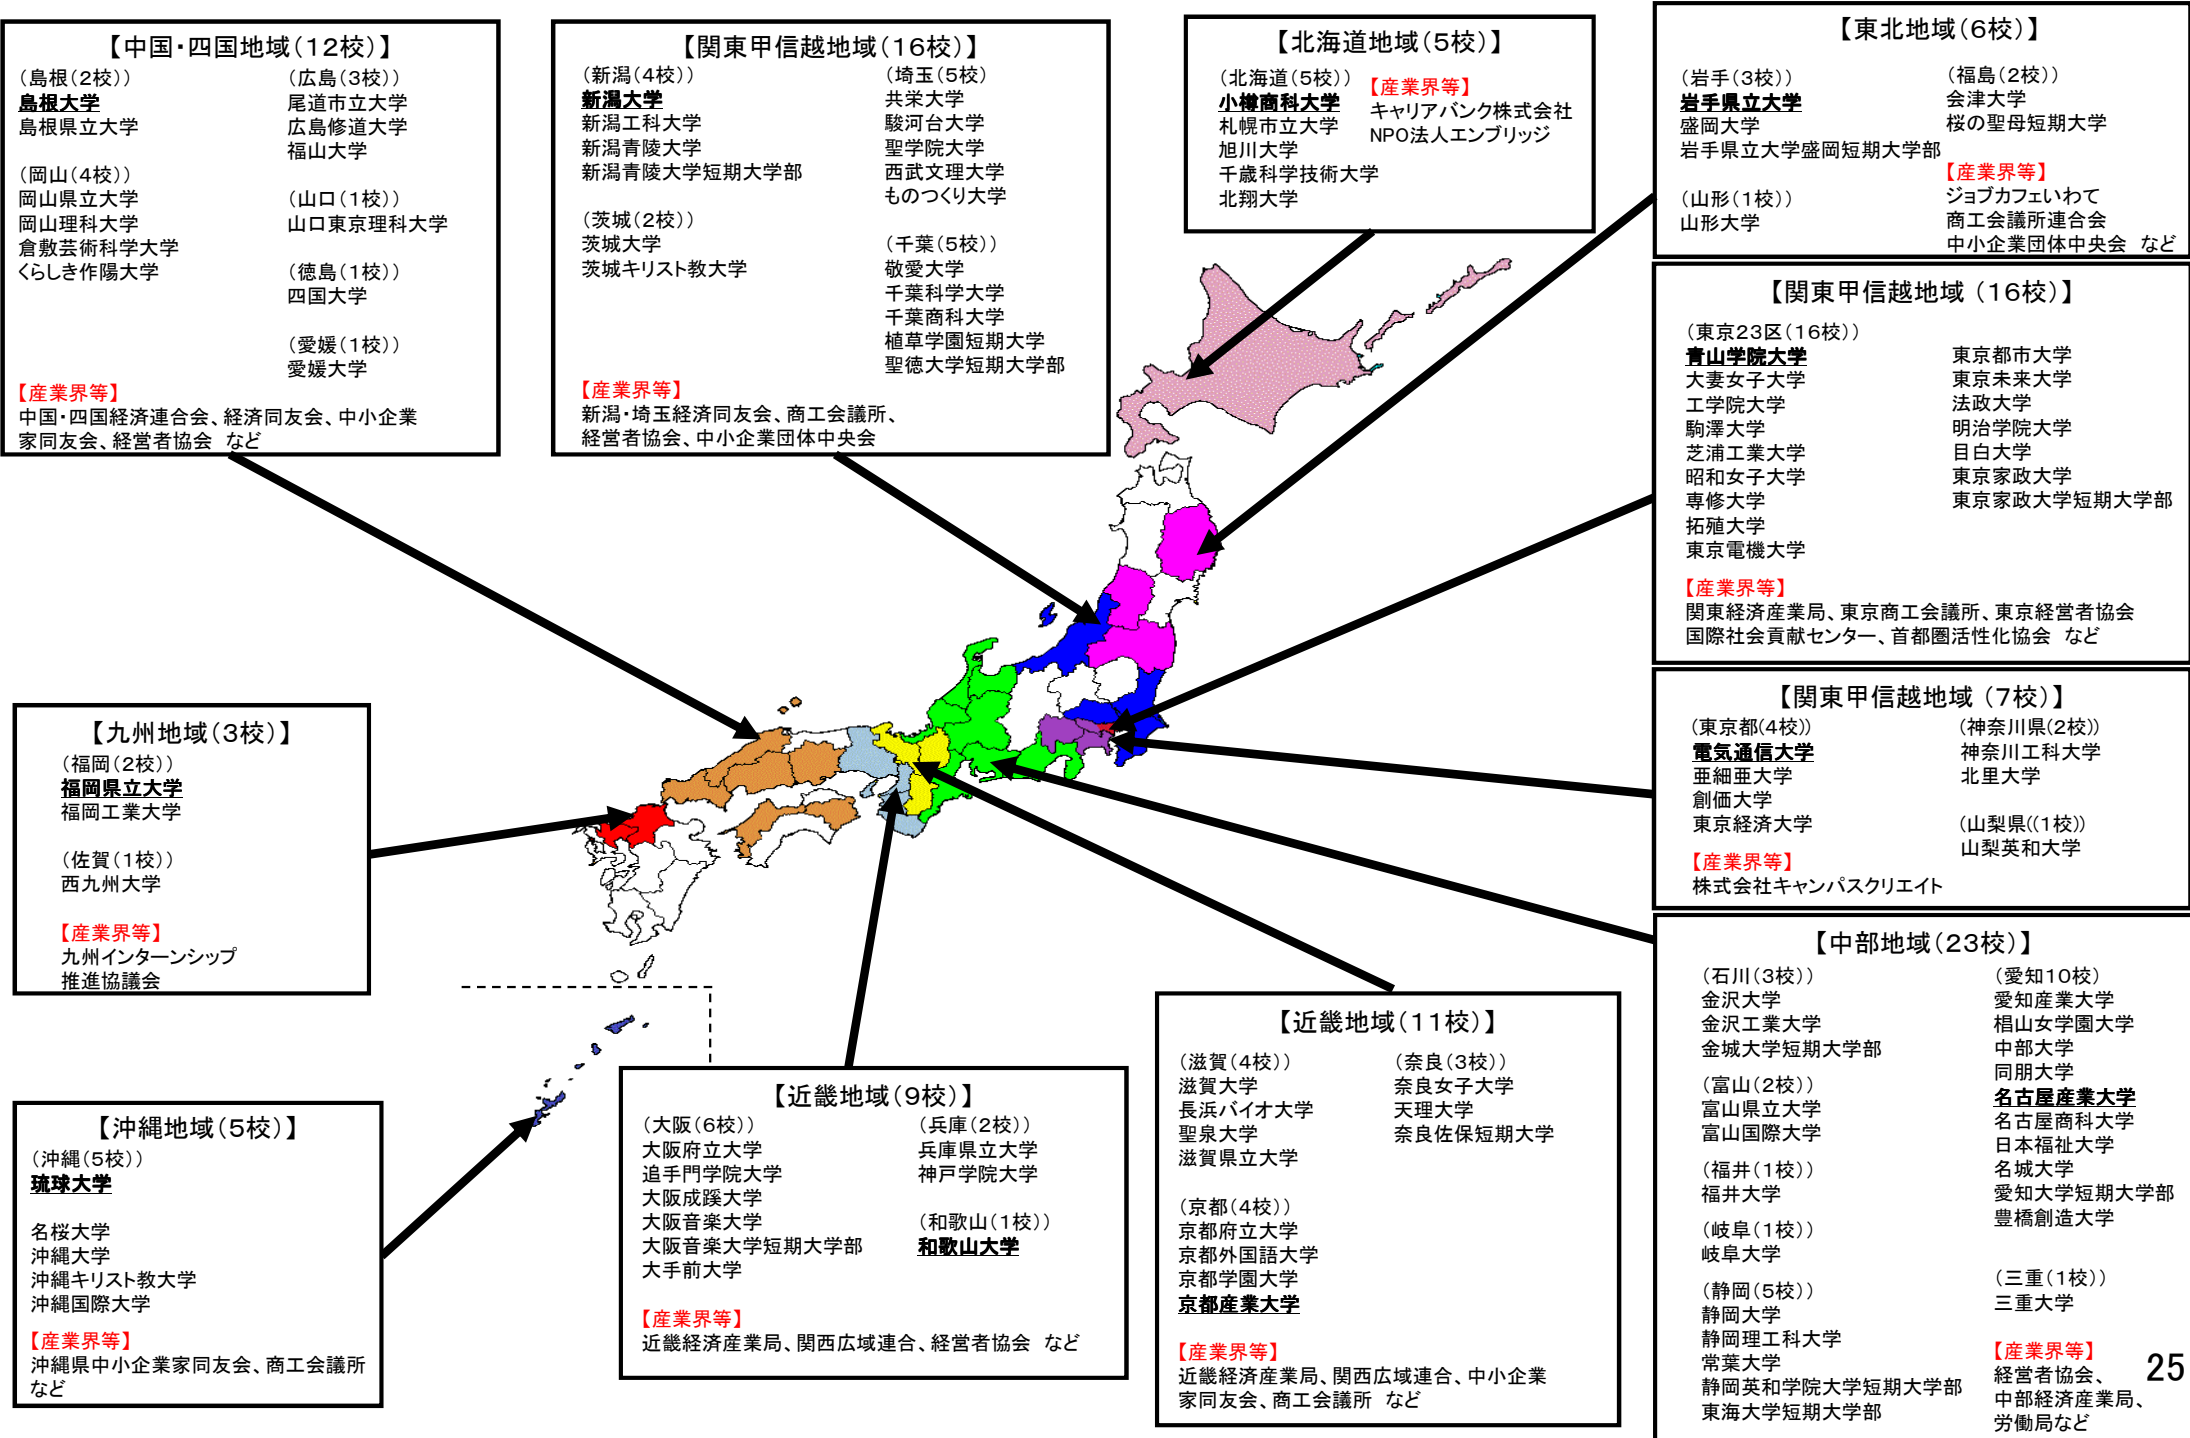 【中国・四国地域(12校)】
(島根(2校))
島根大学
島根県立大学
(岡山(4校))
岡山県立大学
岡山理科大学
倉敷芸術科学大学
くらしき作陽大学
(広島(3校))
尾道市立大学
広島修道大学
福山大学
(山口(1校))
山口東京理科大学
(徳島(1校))
四国大学
(愛媛(1校))
愛媛大学
【産業界等】
中国・四国経済連合会、経済同友会、中小企業
家同友会、経営者協会 など
【関東甲信越地域(16校)】
(新潟(4校))
新潟大学
新潟工科大学
新潟青陵大学
新潟青陵大学短期大学部
(茨城(2校))
茨城大学
茨城キリスト教大学
(埼玉(5校)
共栄大学
駿河台大学
聖学院大学
西武文理大学
ものつくり大学
(千葉(5校))
敬愛大学
千葉科学大学
千葉商科大学
植草学園短期大学
聖徳大学短期大学部
【産業界等】
新潟・埼玉経済同友会、商工会議所、
経営者協会、中小企業団体中央会
【北海道地域(5校)】
(北海道(5校))
小樽商科大学
札幌市立大学
旭川大学
千歳科学技術大学
北翔大学
【産業界等】
キャリアバンク株式会社
NPO法人エンブリッジ
【東北地域(6校)】
(岩手(3校))
岩手県立大学
盛岡大学
岩手県立大学盛岡短期大学部
(山形(1校))
山形大学
(福島(2校))
会津大学
桜の聖母短期大学
【産業界等】
ジョブカフェいわて
商工会議所連合会
中小企業団体中央会 など
【関東甲信越地域 (16校)】
(東京23区(16校))
青山学院大学
大妻女子大学
工学院大学
駒澤大学
芝浦工業大学
昭和女子大学
専修大学
拓殖大学
東京電機大学
東京都市大学
東京未来大学
法政大学
明治学院大学
目白大学
東京家政大学
東京家政大学短期大学部
【産業界等】
関東経済産業局、東京商工会議所、東京経営者協会
国際社会貢献センター、首都圏活性化協会 など
【関東甲信越地域 (7校)】
(東京都(4校))
電気通信大学
亜細亜大学
創価大学
東京経済大学
(神奈川県(2校))
神奈川工科大学
北里大学
(山梨県((1校))
山梨英和大学
【産業界等】
株式会社キャンパスクリエイト
【九州地域(3校)】
(福岡(2校))
福岡県立大学
福岡工業大学
(佐賀(1校))
西九州大学
【産業界等】
九州インターンシップ
推進協議会
【沖縄地域(5校)】
(沖縄(5校))
琉球大学
名桜大学
沖縄大学
沖縄キリスト教大学
沖縄国際大学
【産業界等】
沖縄県中小企業家同友会、商工会議所
など
【近畿地域(9校)】
(大阪(6校))
大阪府立大学
追手門学院大学
大阪成蹊大学
大阪音楽大学
大阪音楽大学短期大学部
大手前大学
(兵庫(2校))
兵庫県立大学
神戸学院大学
(和歌山(1校))
和歌山大学
【産業界等】
近畿経済産業局、関西広域連合、経営者協会 など
【近畿地域(11校)】
(滋賀(4校))
滋賀大学
長浜バイオ大学
聖泉大学
滋賀県立大学
(京都(4校))
京都府立大学
京都外国語大学
京都学園大学
京都産業大学
(奈良(3校))
奈良女子大学
天理大学
奈良佐保短期大学
【産業界等】
近畿経済産業局、関西広域連合、中小企業
家同友会、商工会議所 など
【中部地域(23校)】
(石川(3校))
金沢大学
金沢工業大学
金城大学短期大学部
(富山(2校))
富山県立大学
富山国際大学
(福井(1校))
福井大学
(岐阜(1校))
岐阜大学
(静岡(5校))
静岡大学
静岡理工科大学
常葉大学
静岡英和学院大学短期大学部
東海大学短期大学部
(愛知10校)
愛知産業大学
椙山女学園大学
中部大学
同朋大学
名古屋産業大学
名古屋商科大学
日本福祉大学
名城大学
愛知大学短期大学部
豊橋創造大学
(三重(1校))
三重大学
【産業界等】
経営者協会、
中部経済産業局、
労働局など
25